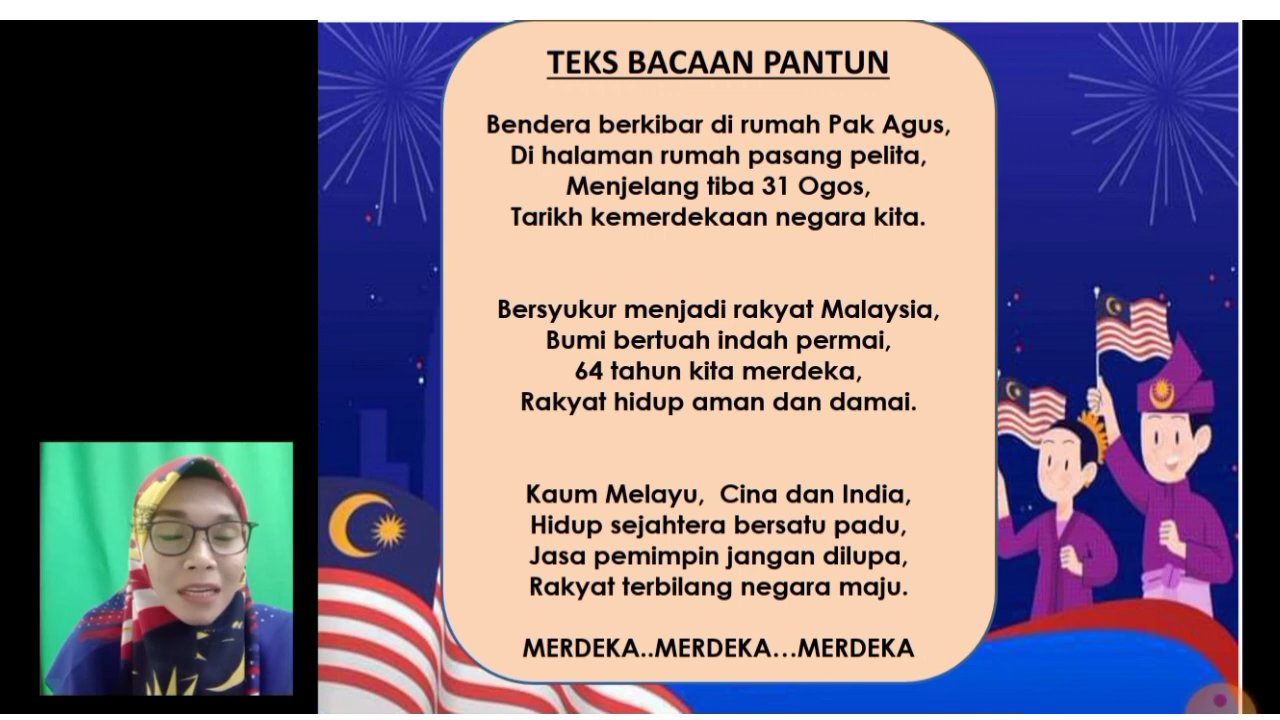 TEKS BACAAN PANTUN
Bendera berkibar di rumah Pak Agus,
Di halaman rumah pasang pelita,
Menjelang tiba 31 Ogos,
Tarikh kemerdekaan negara kita.
Bersyukur menjadi rakyat Malaysia,
Bumi bertuah indah permai,
64 tahun kita merdeka,
Rakyat hidup aman dan damai.
Kaum Melayu, Cina dan India,
Hidup sejahtera bersatu padu,
Jasa pemimpin jangan dilupa,
Rakyat terbilang negara maju.
MERDEKA..MERDEKA...MERDEKA